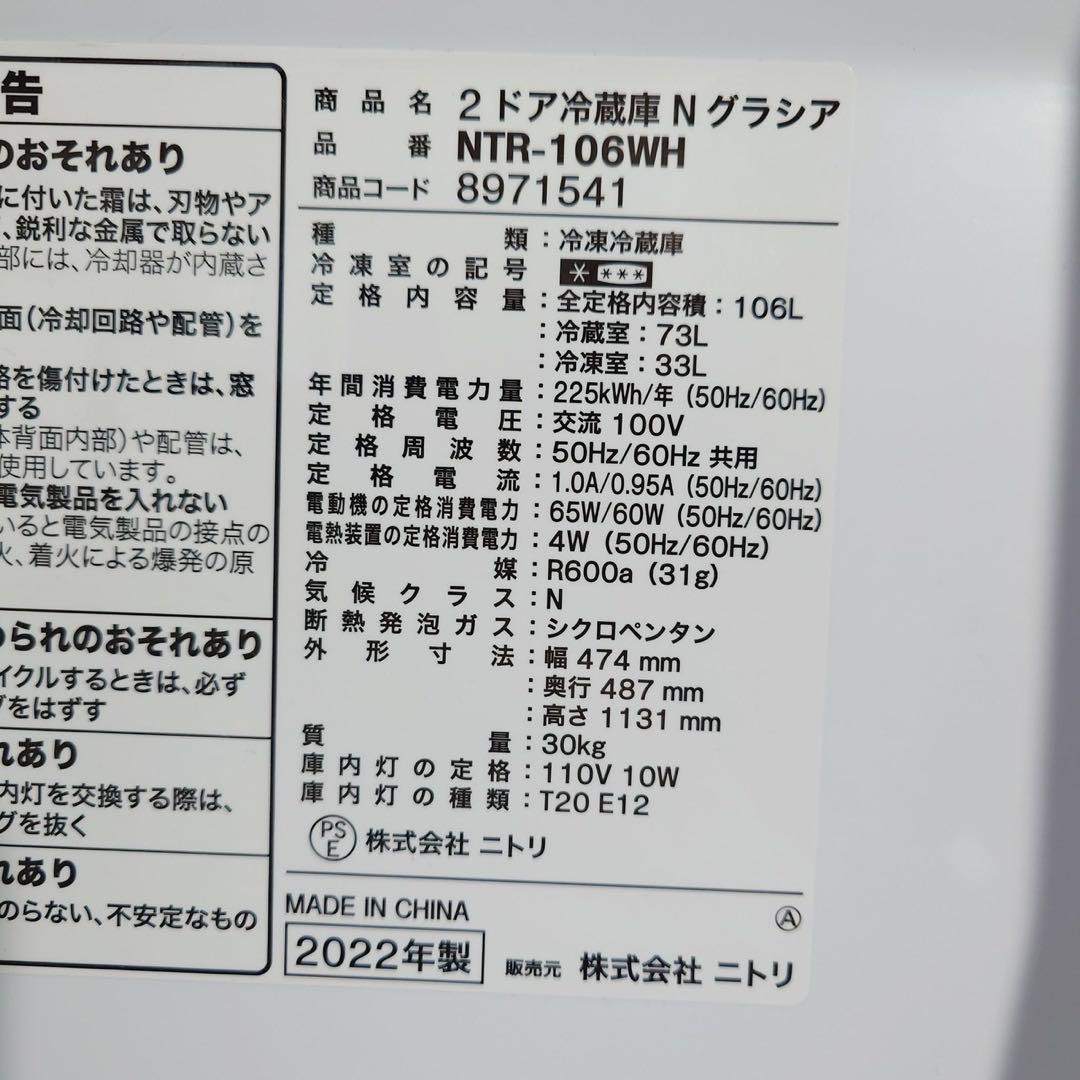 告
のおそれあり
に付いた霜は、刃物やア
、鋭利な金属で取らない
部には、冷却器が内蔵さ
面(冷却回路や配管)を
を傷付けたときは、窓
する
体背面内部)や配管は、
使用しています。
電気製品を入れない
いると電気製品の接点の
火、着火による爆発の原
られのおそれあり
イクルするときは、必ず
をはずす
れあり
内灯を交換する際は、
グを抜く
れあり
のらない、不安定なもの
商品名 2ドア冷蔵庫 N グラシア
品番 NTR-106WH
商品コード 8971541
種類:冷凍冷蔵庫
冷凍室の記号 * ***
定格内容量:全定格内容積:106L
:冷蔵室:73L
:冷凍室:33L
年間消費電力量:225kWh/年 (50Hz/60Hz)
定格電圧:交流 100V
定格周波数:50Hz/60Hz 共用
定格電流:1.0A/0.95A (50Hz/60Hz)
電動機の定格消費電力:65W/60W (50Hz/60Hz)
電熱装置の定格消費電力:4W (50Hz/60Hz)
冷媒:R600a (31g)
気候クラス:N
断熱発泡ガス:シクロペンタン
外形寸法:幅 474 mm
:奥行 487 mm
:高さ 1131 mm
質量:30kg
庫内灯の定格:110V 10W
庫内灯の種類:T20 E12
PSE 株式会社 ニトリ
MADE IN CHINA
A
2022年製
販売元 株式会社 ニトリ